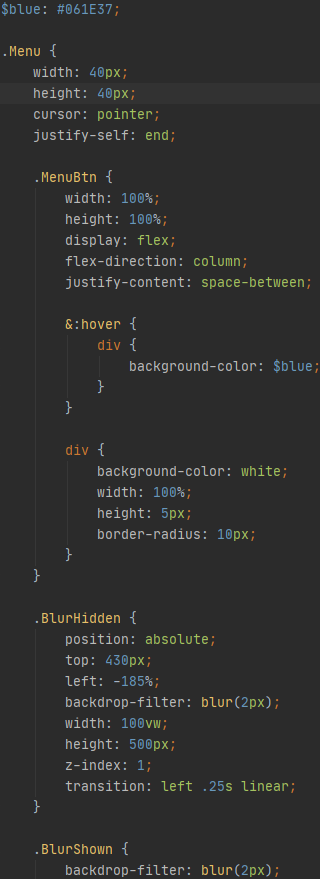 $blue: #061E37;
.Menu {
width: 40px;
height: 40px;
cursor: pointer;
justify-self: end;
.MenuBtn {
width: 100%;
height: 100%;
display: flex;
flex-direction: column;
justify-content: space-between;
&:hover {
div {
background-color: $blue;
}
}
div {
background-color: white;
width: 100%;
height: 5px;
border-radius: 10px;
}
}
.BlurHidden {
position: absolute;
top: 430px;
left: -185%;
backdrop-filter: blur(2px);
width: 100vw;
height: 500px;
z-index: 1;
transition: left .25s linear;
}
.BlurShown {
backdrop-filter: blur(2px);